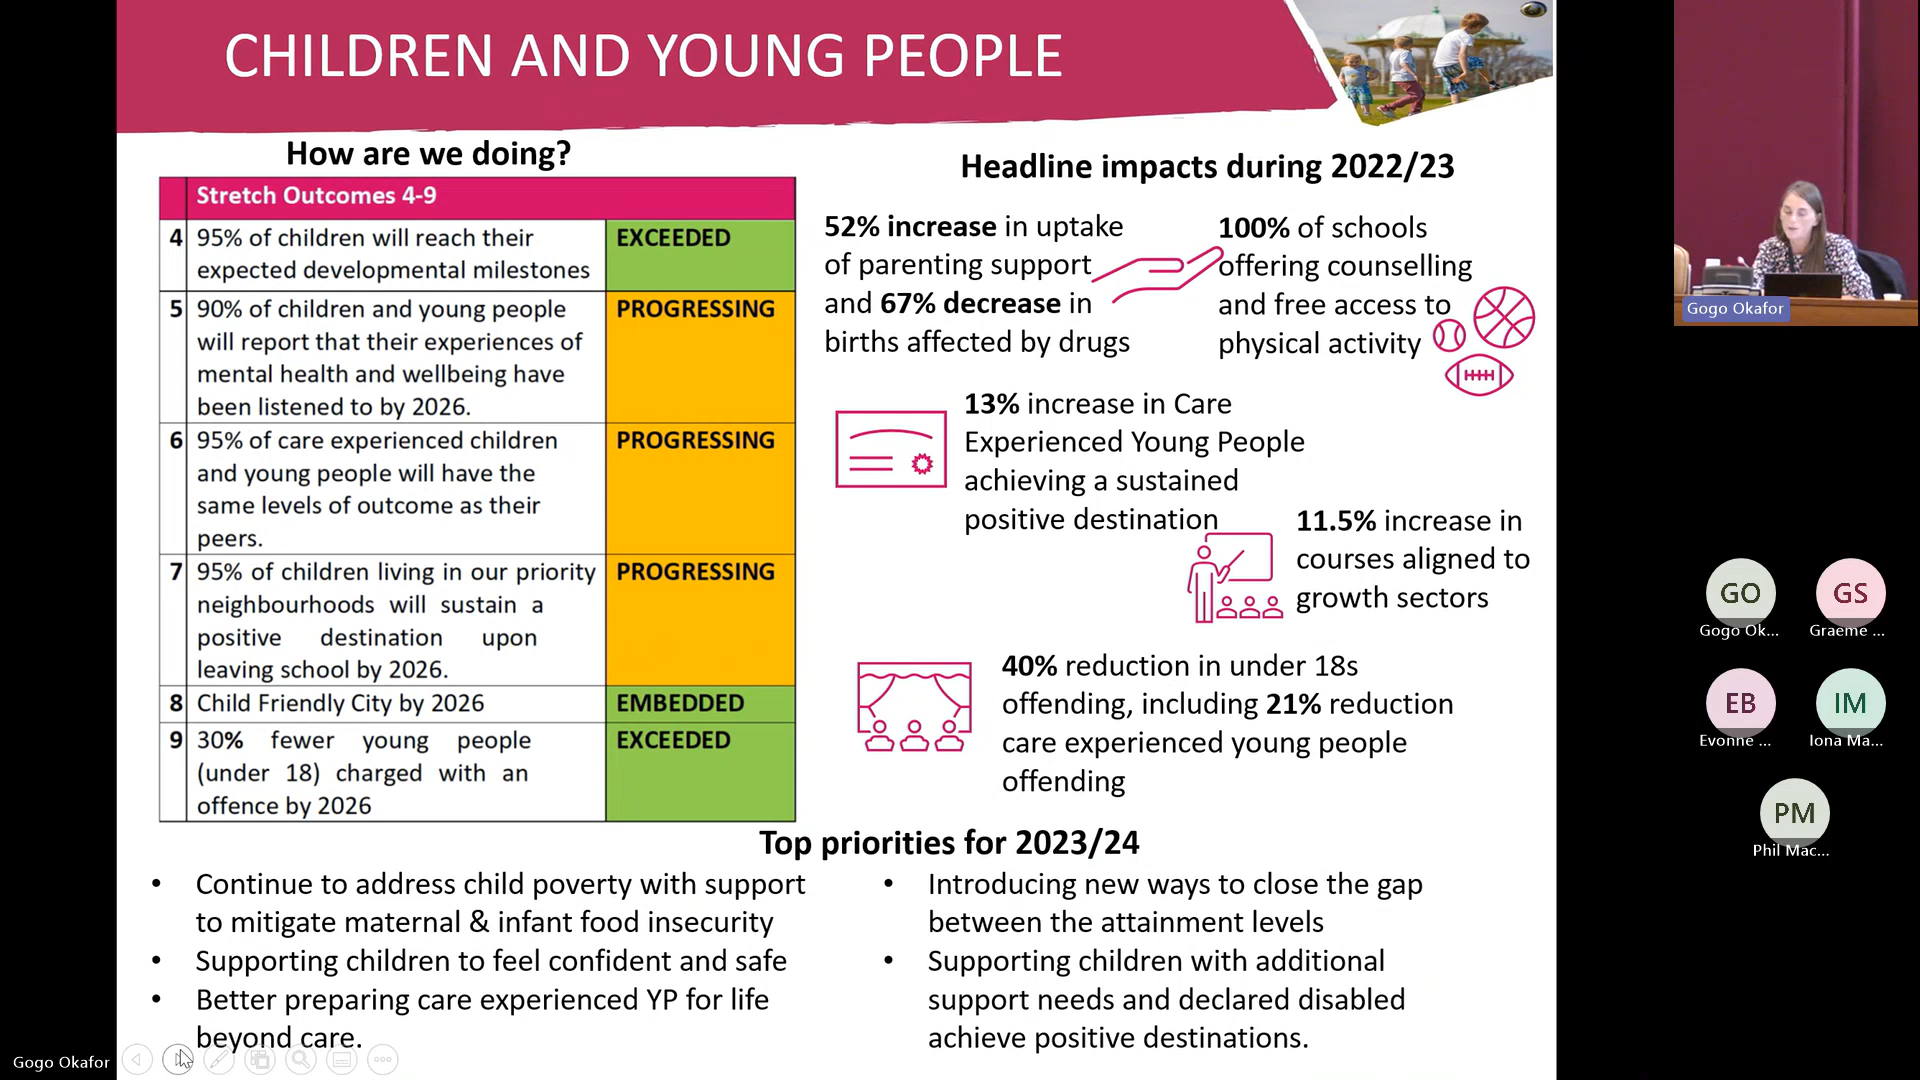 CHILDREN AND YOUNG PEOPLE
How are we doing?
Stretch Outcomes 4-9
4 95% of children will reach their
expected developmental milestones
EXCEEDED
5 90% of children and young people
will report that their experiences of
mental health and wellbeing have
been listened to by 2026.
PROGRESSING
6 95% of care experienced children
and young people will have the
same levels of outcome as their
peers.
PROGRESSING
7 95% of children living in our priority
neighbourhoods will sustain a
positive destination upon
leaving school by 2026.
PROGRESSING
8 Child Friendly City by 2026
EMBEDDED
9 30% fewer young people
(under 18) charged with an
offence by 2026
EXCEEDED
Headline impacts during 2022/23
52% increase in uptake
of parenting support
and 67% decrease in
births affected by drugs
100% of schools
offering counselling
and free access to
physical activity
13% increase in Care
Experienced Young People
achieving a sustained
positive destination
11.5% increase in
courses aligned to
growth sectors
40% reduction in under 18s
offending, including 21% reduction
care experienced young people
offending
Top priorities for 2023/24
• Continue to address child poverty with support
to mitigate maternal & infant food insecurity
• Supporting children to feel confident and safe
• Better preparing care experienced YP for life
beyond care.
• Introducing new ways to close the gap
between the attainment levels
• Supporting children with additional
support needs and declared disabled
achieve positive destinations.
Gogo Okafor
Gogo Okafor
GO
Gogo Ok...
GS
Graeme ...
EB
Evonne ...
IM
Iona Ma...
PM
Phil Mac...